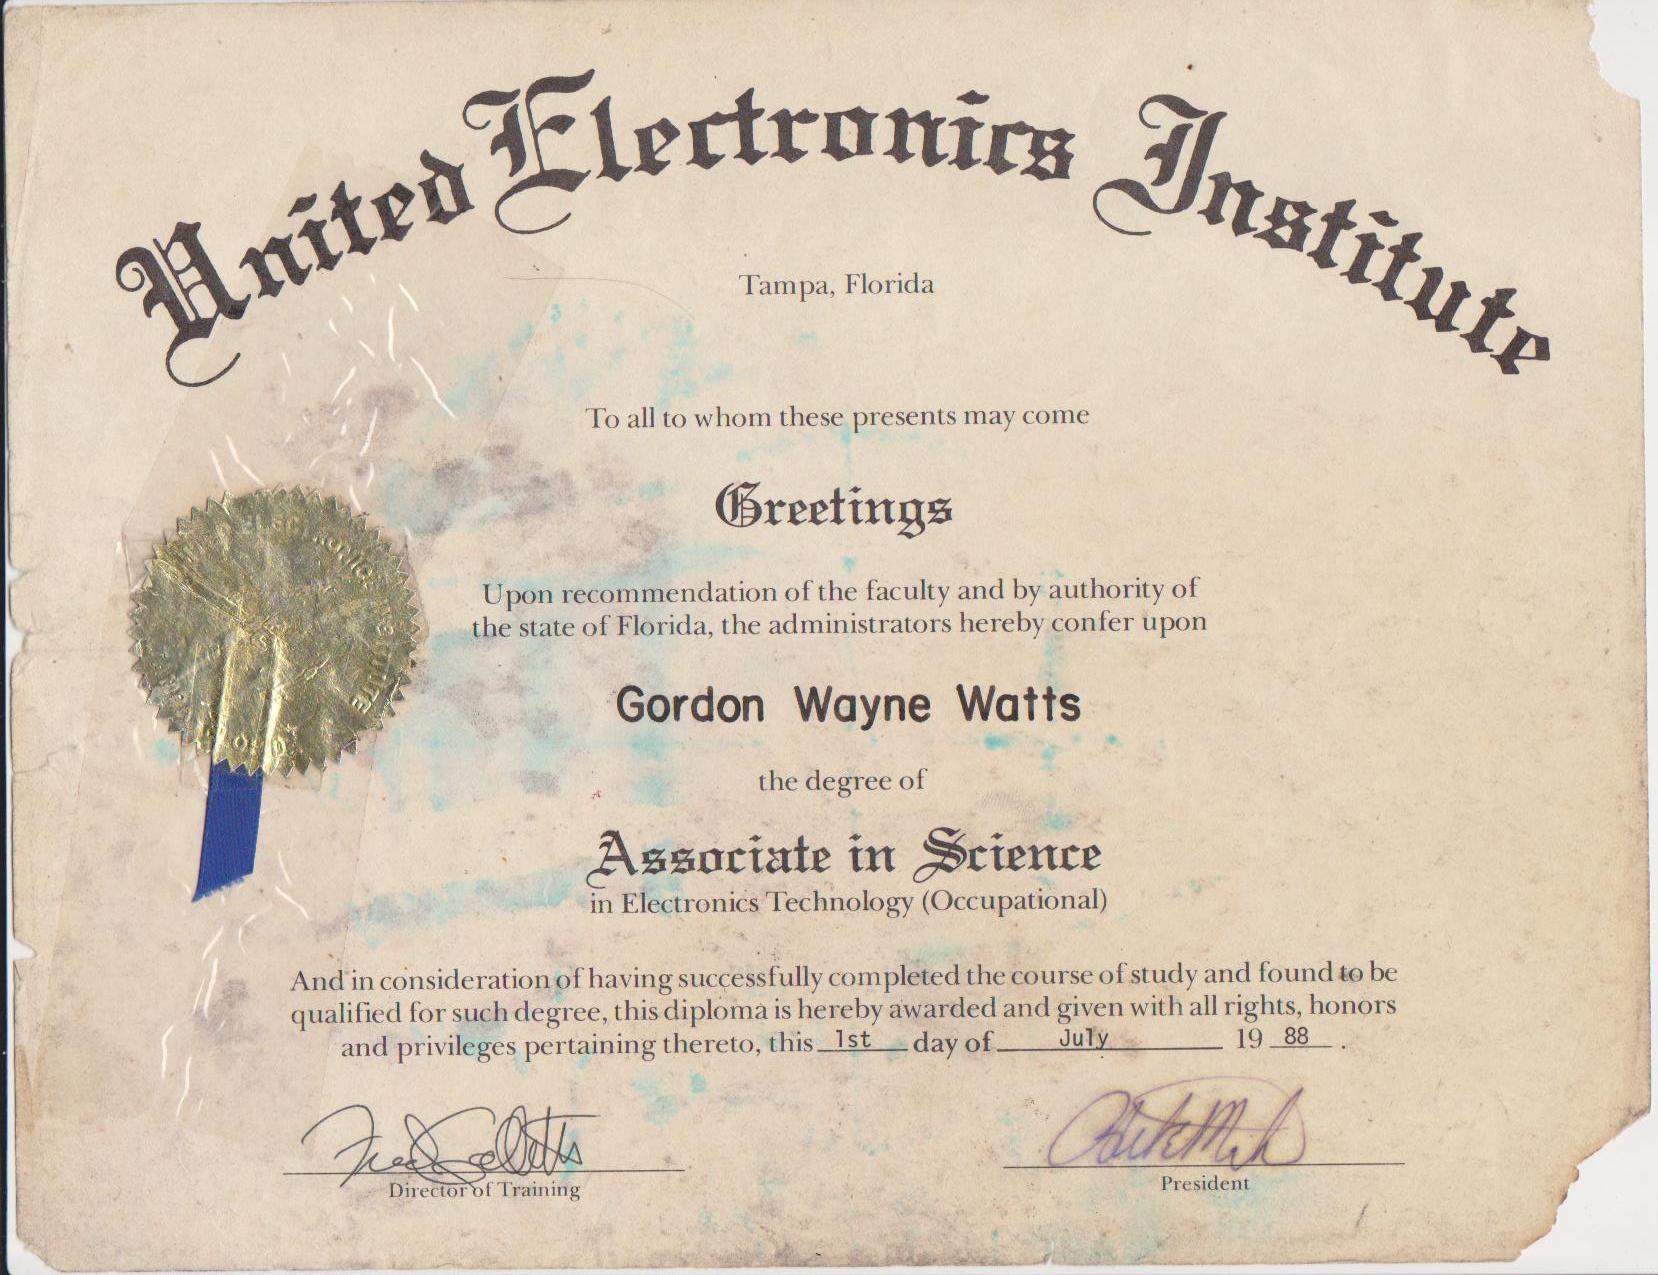 United Electronics Institute
Tampa, Florida
To all to whom these presents may come
Greetings
Upon recommendation of the faculty and by authority of
the state of Florida, the administrators hereby confer upon
Gordon Wayne Watts
the degree of
Associate in Science
in Electronics Technology (Occupational)
And in consideration of having successfully completed the course of study and found to be
qualified for such degree, this diploma is hereby awarded and given with all rights, honors
and privileges pertaining thereto, this 1st day of July 19 88 .
Director of Training
President